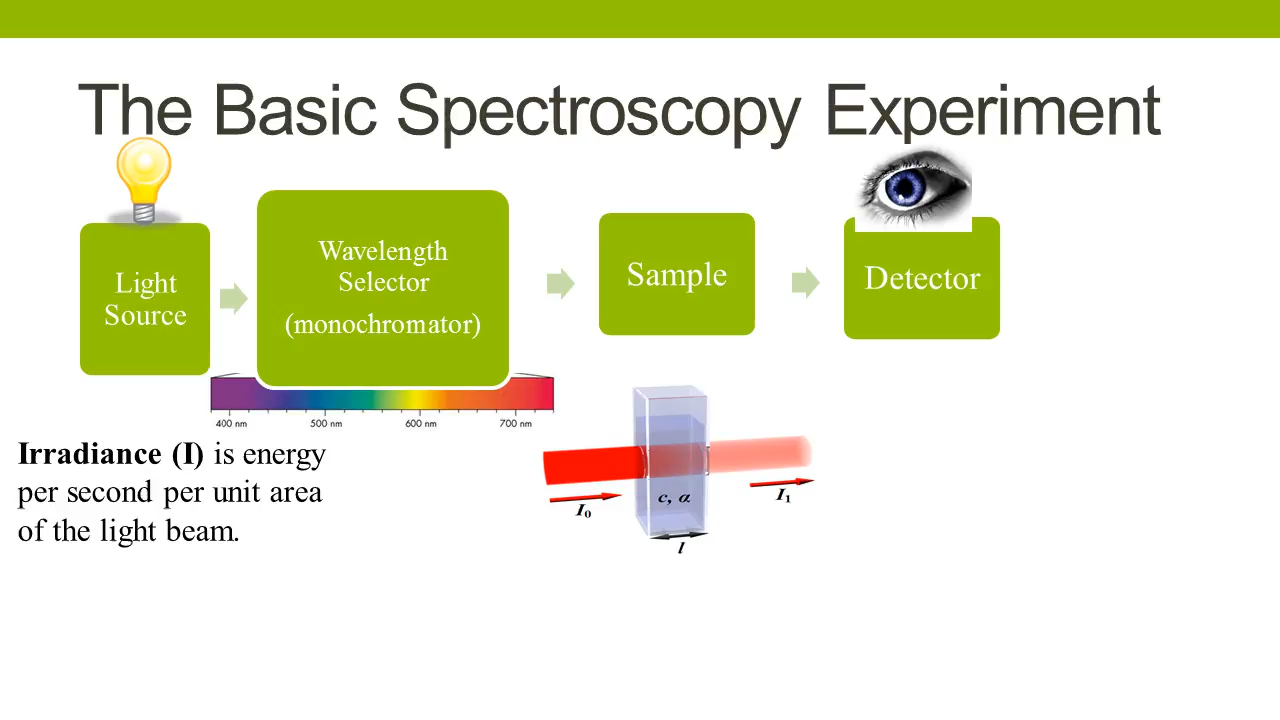 The Basic Spectroscopy Experiment
Light
Source
Wavelength
Selector
(monochromator)
Sample
Detector
400 nm 500 nm 600 nm 700 nm
Irradiance (I) is energy
per second per unit area
of the light beam.
I₀
c, α
I₁
l